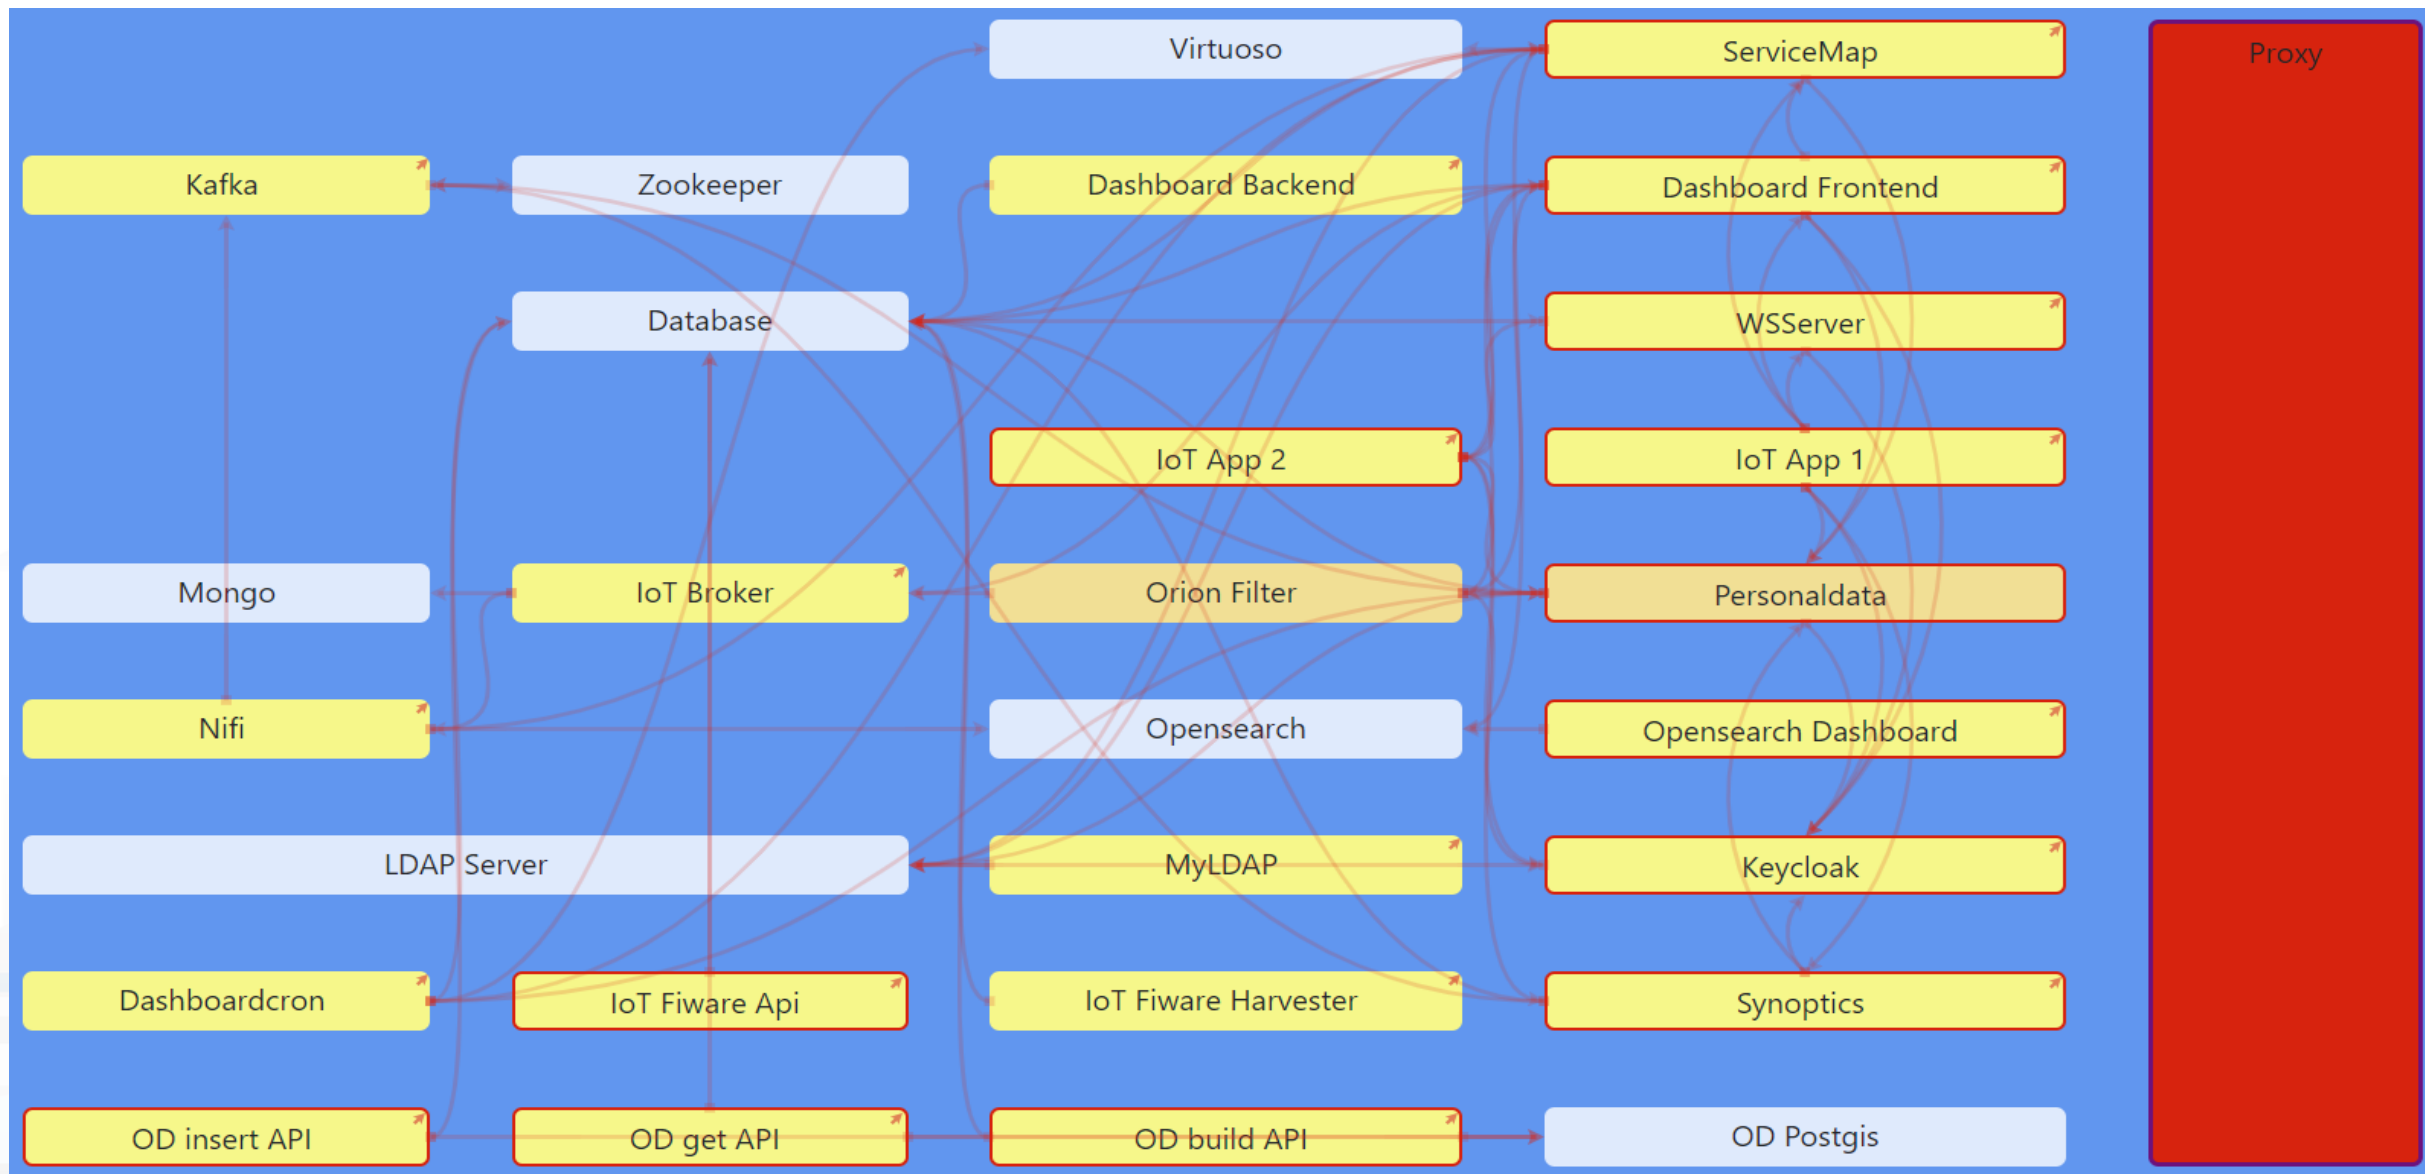 Virtuoso
ServiceMap
Proxy
Kafka
Zookeeper
Dashboard Backend
Dashboard Frontend
Database
WSServer
IoT App 2
IoT App 1
Mongo
IoT Broker
Orion Filter
Personaldata
Nifi
Opensearch
Opensearch Dashboard
LDAP Server
MyLDAP
Keycloak
Dashboardcron
IoT Fiware Api
IoT Fiware Harvester
Synoptics
OD insert API
OD get API
OD build API
OD Postgis